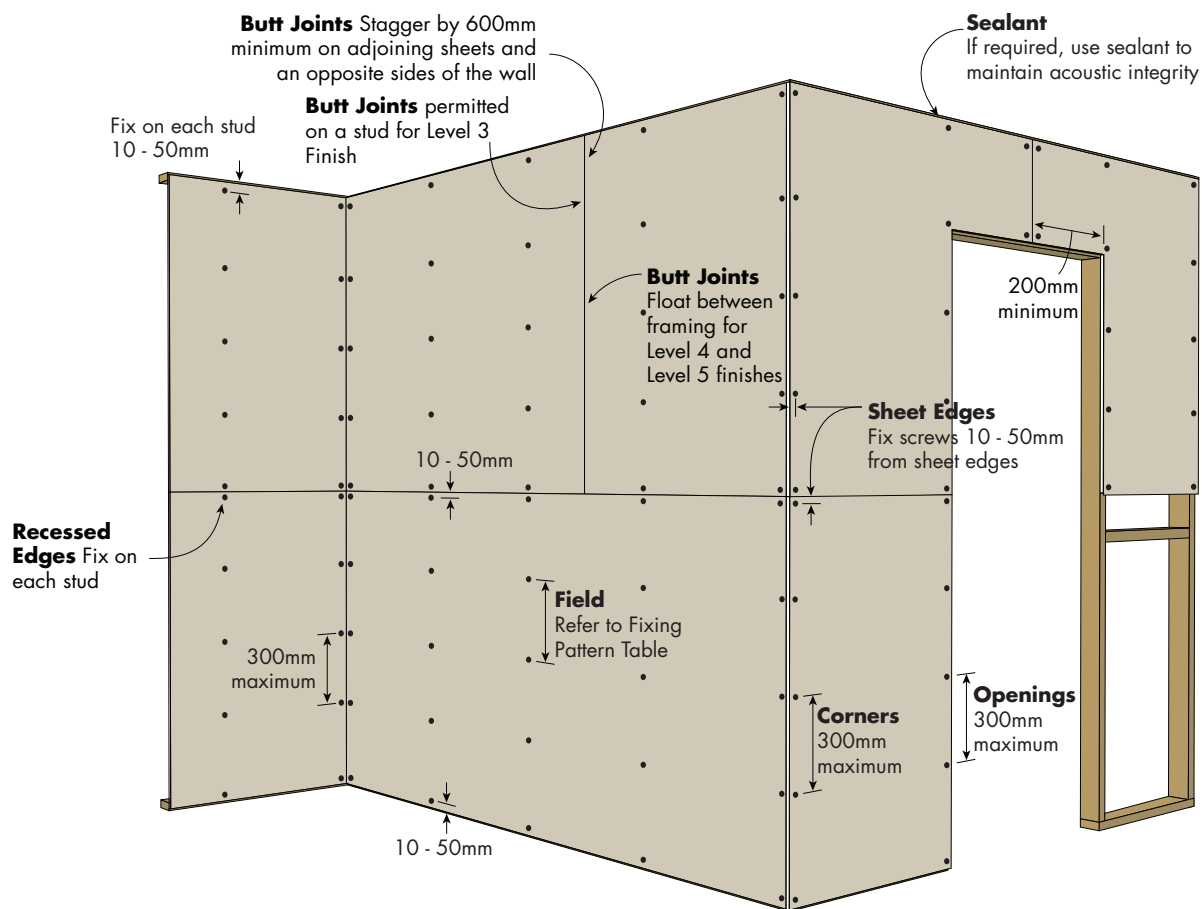 Butt Joints Stagger by 600mm
minimum on adjoining sheets and
an opposite sides of the wall
Sealant
If required, use sealant to
maintain acoustic integrity
Butt Joints permitted
on a stud for Level 3
Finish
Fix on each stud
10 - 50mm
Butt Joints
Float between
framing for
Level 4 and
Level 5 finishes
200mm
minimum
Sheet Edges
Fix screws 10 - 50mm
from sheet edges
10 - 50mm
Recessed
Edges Fix on
each stud
Field
Refer to Fixing
Pattern Table
300mm
maximum
Corners
300mm
maximum
Openings
300mm
maximum
10 - 50mm